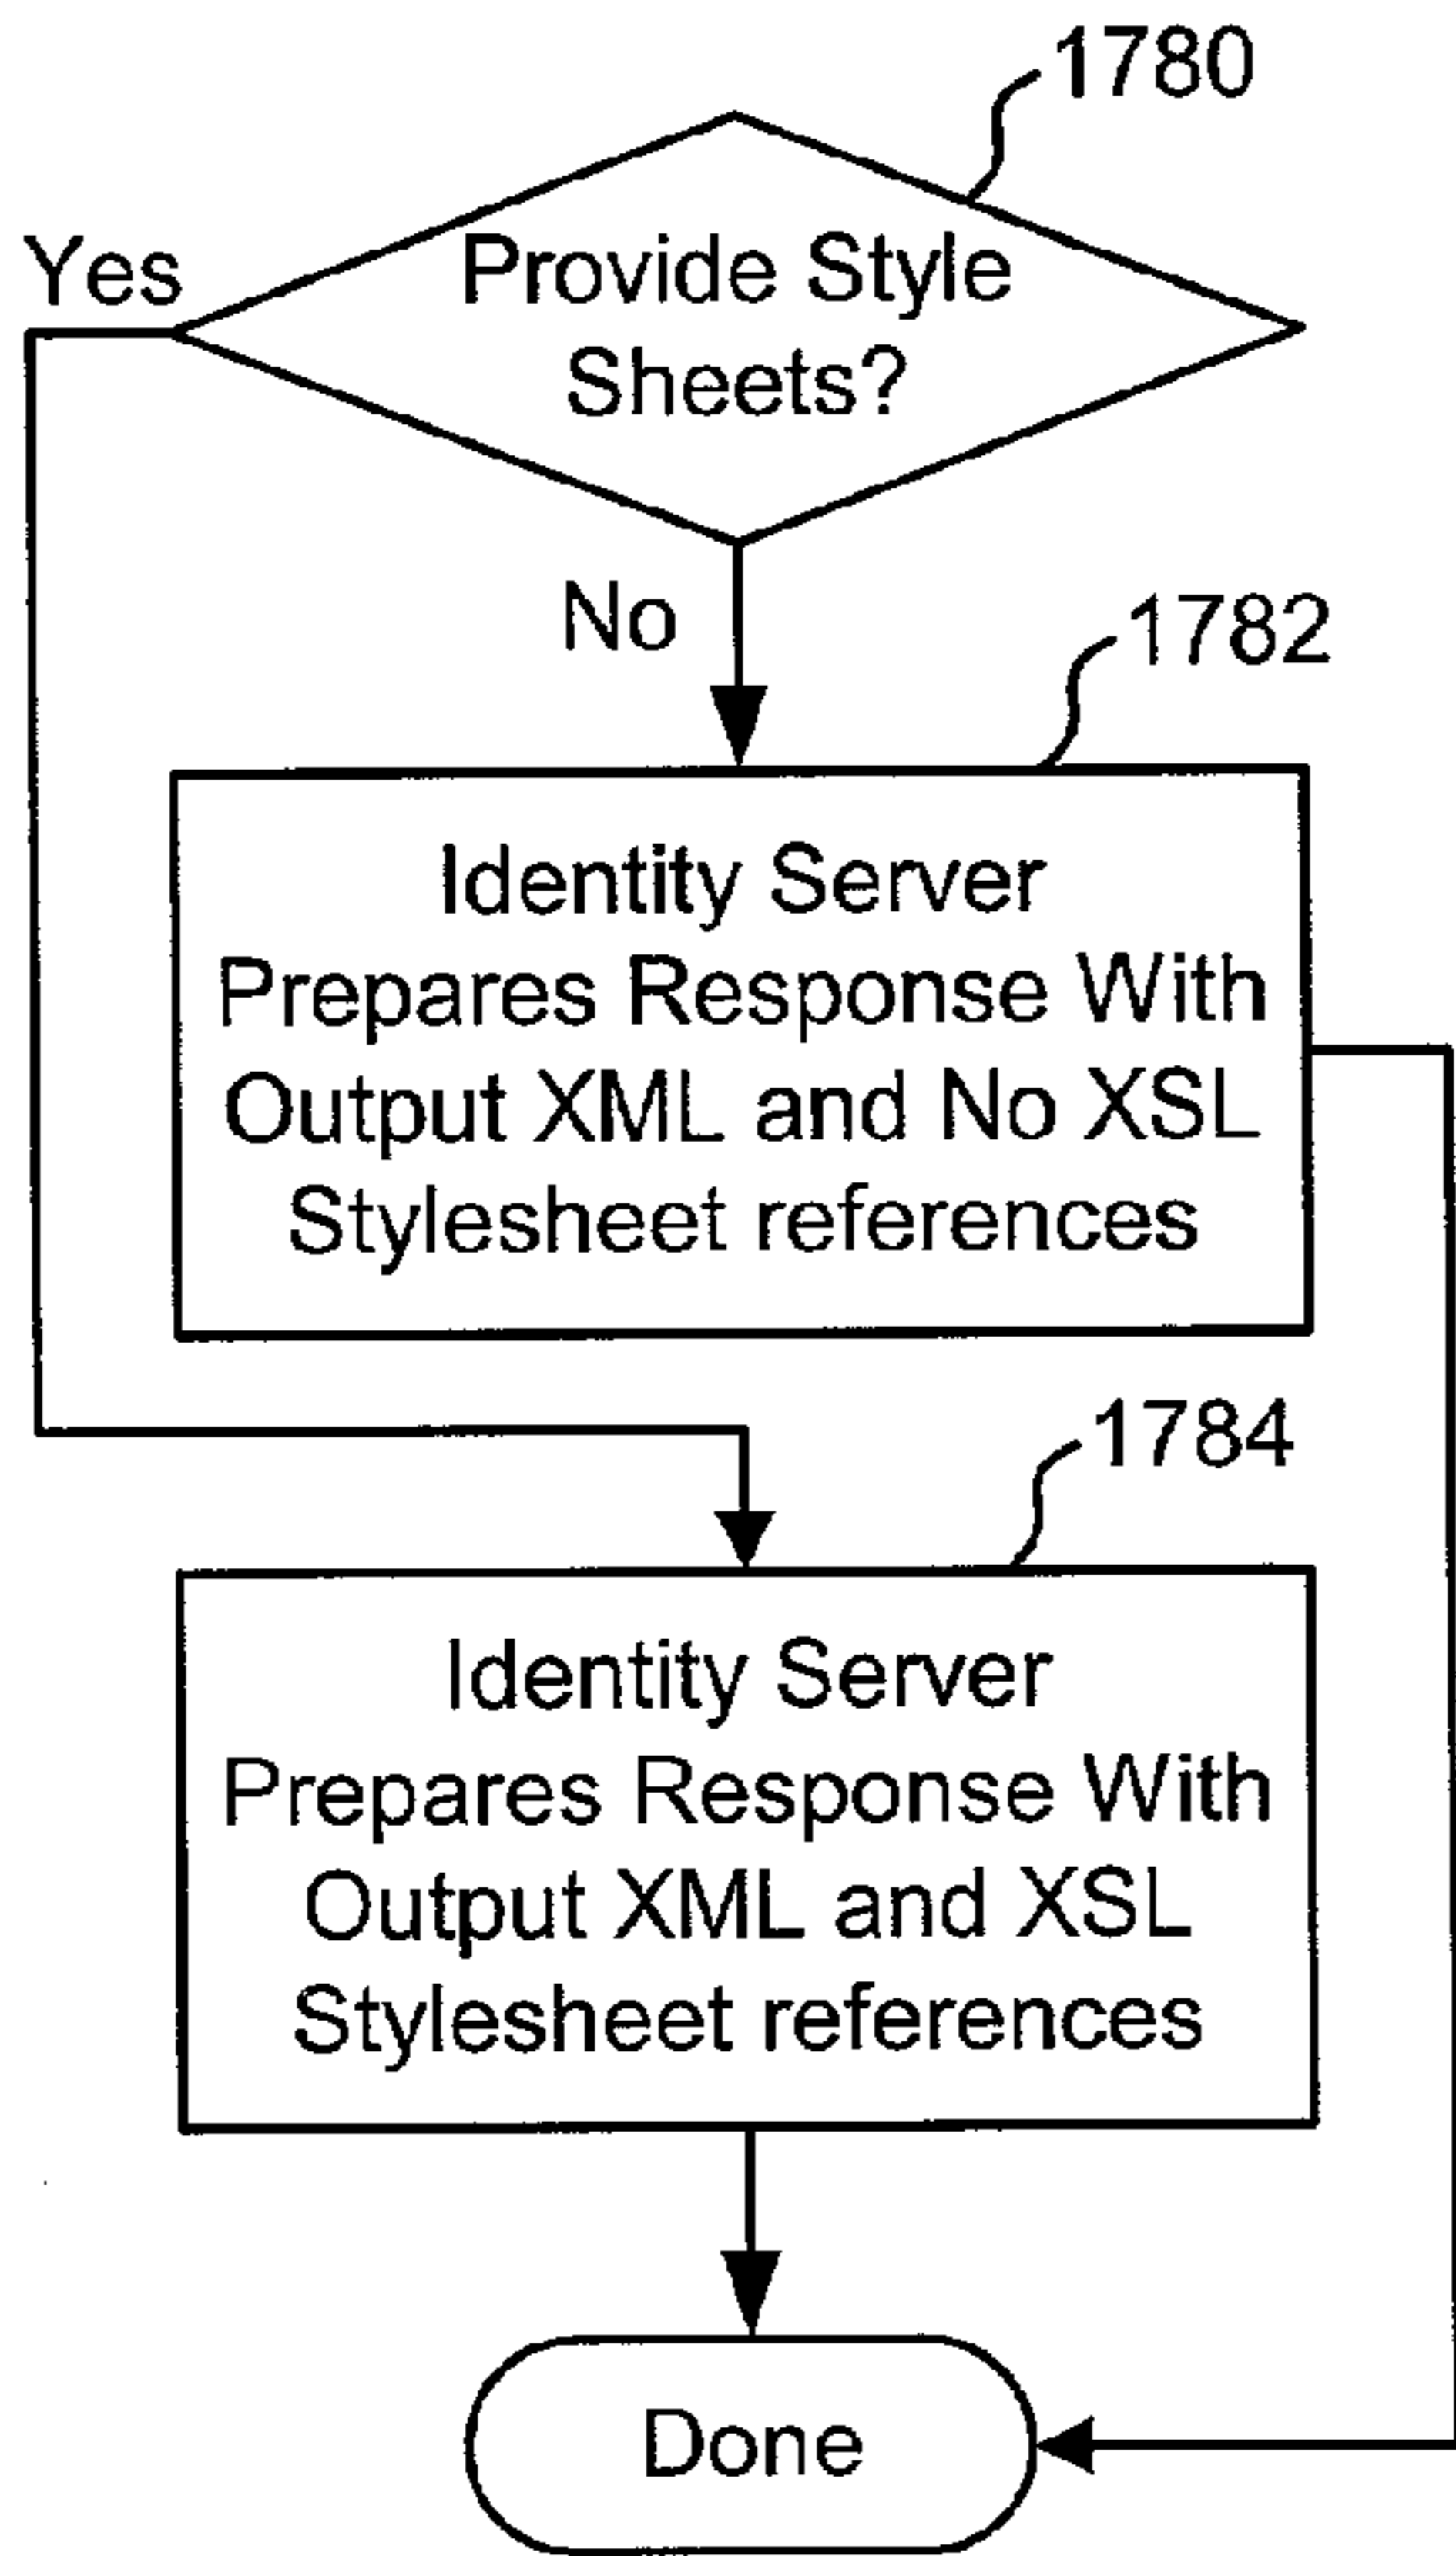 1780
Yes
Provide Style
Sheets?
No
1782
Identity Server
Prepares Response With
Output XML and No XSL
Stylesheet references
1784
Identity Server
Prepares Response With
Output XML and XSL
Stylesheet references
Done